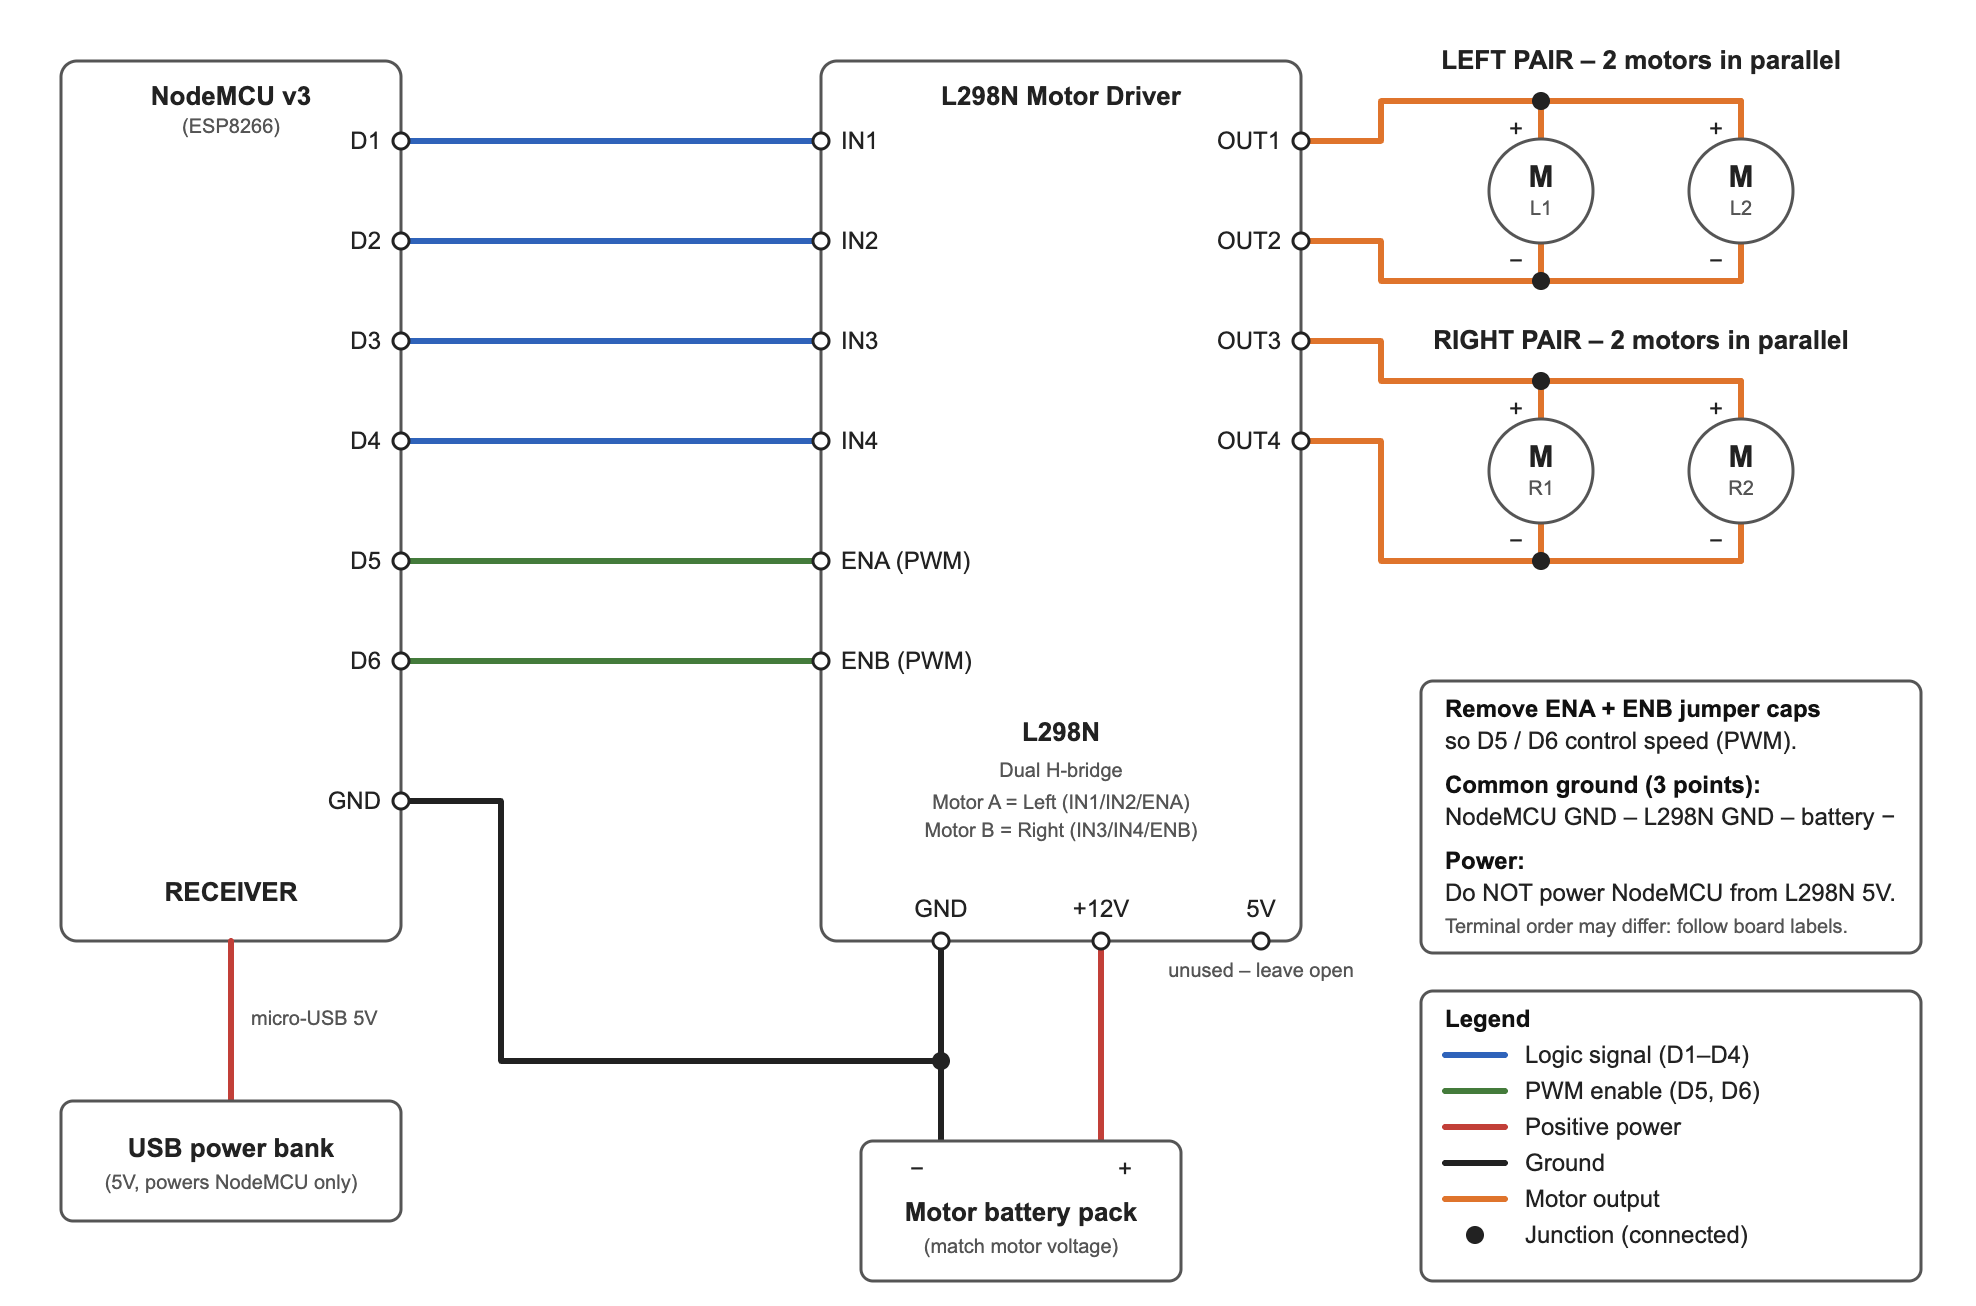 NodeMCU v3
(ESP8266)
D1
D2
D3
D4
D5
D6
GND
RECEIVER
micro-USB 5V
USB power bank
(5V, powers NodeMCU only)
L298N Motor Driver
IN1
IN2
IN3
IN4
ENA (PWM)
ENB (PWM)
OUT1
OUT2
OUT3
OUT4
L298N
Dual H-bridge
Motor A = Left (IN1/IN2/ENA)
Motor B = Right (IN3/IN4/ENB)
GND
+12V
5V
unused – leave open
− +
Motor battery pack
(match motor voltage)
LEFT PAIR – 2 motors in parallel
+ +
M M
L1 L2
− −
RIGHT PAIR – 2 motors in parallel
+ +
M M
R1 R2
− −
Remove ENA + ENB jumper caps
so D5 / D6 control speed (PWM).
Common ground (3 points):
NodeMCU GND – L298N GND – battery −
Power:
Do NOT power NodeMCU from L298N 5V.
Terminal order may differ: follow board labels.
Legend
Logic signal (D1–D4)
PWM enable (D5, D6)
Positive power
Ground
Motor output
Junction (connected)